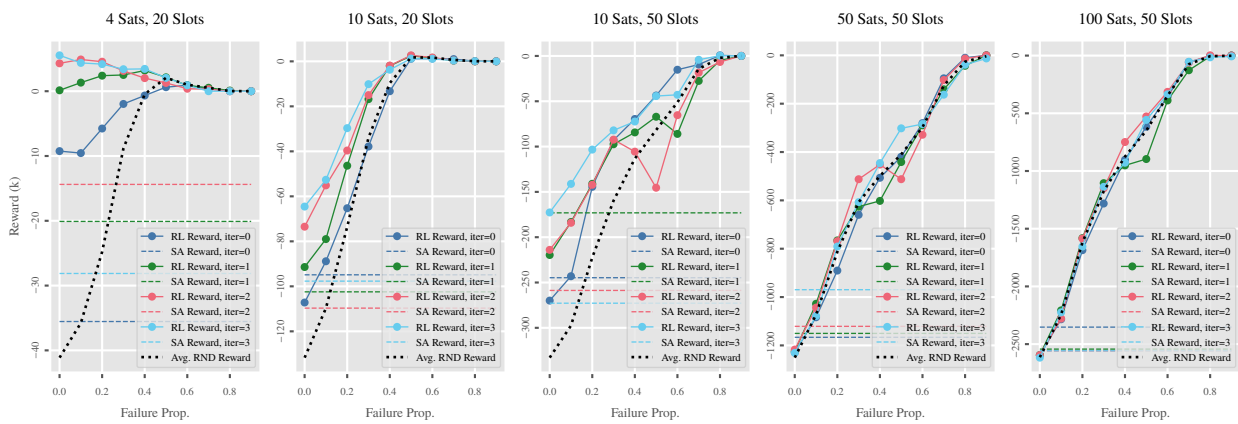 4 Sats, 20 Slots
Reward (k)
0
−10
−20
−30
−40
RL Reward, iter=0
SA Reward, iter=0
RL Reward, iter=1
SA Reward, iter=1
RL Reward, iter=2
SA Reward, iter=2
RL Reward, iter=3
SA Reward, iter=3
Avg. RND Reward
0.0 0.2 0.4 0.6 0.8
Failure Prop.
10 Sats, 20 Slots
0
−20
−40
−60
−80
−100
−120
RL Reward, iter=0
SA Reward, iter=0
RL Reward, iter=1
SA Reward, iter=1
RL Reward, iter=2
SA Reward, iter=2
RL Reward, iter=3
SA Reward, iter=3
Avg. RND Reward
0.0 0.2 0.4 0.6 0.8
Failure Prop.
10 Sats, 50 Slots
0
−50
−100
−150
−200
−250
−300
RL Reward, iter=0
SA Reward, iter=0
RL Reward, iter=1
SA Reward, iter=1
RL Reward, iter=2
SA Reward, iter=2
RL Reward, iter=3
SA Reward, iter=3
Avg. RND Reward
0.0 0.2 0.4 0.6 0.8
Failure Prop.
50 Sats, 50 Slots
0
−200
−400
−600
−800
−1000
−1200
RL Reward, iter=0
SA Reward, iter=0
RL Reward, iter=1
SA Reward, iter=1
RL Reward, iter=2
SA Reward, iter=2
RL Reward, iter=3
SA Reward, iter=3
Avg. RND Reward
0.0 0.2 0.4 0.6 0.8
Failure Prop.
100 Sats, 50 Slots
0
−500
−1000
−1500
−2000
−2500
RL Reward, iter=0
SA Reward, iter=0
RL Reward, iter=1
SA Reward, iter=1
RL Reward, iter=2
SA Reward, iter=2
RL Reward, iter=3
SA Reward, iter=3
Avg. RND Reward
0.0 0.2 0.4 0.6 0.8
Failure Prop.